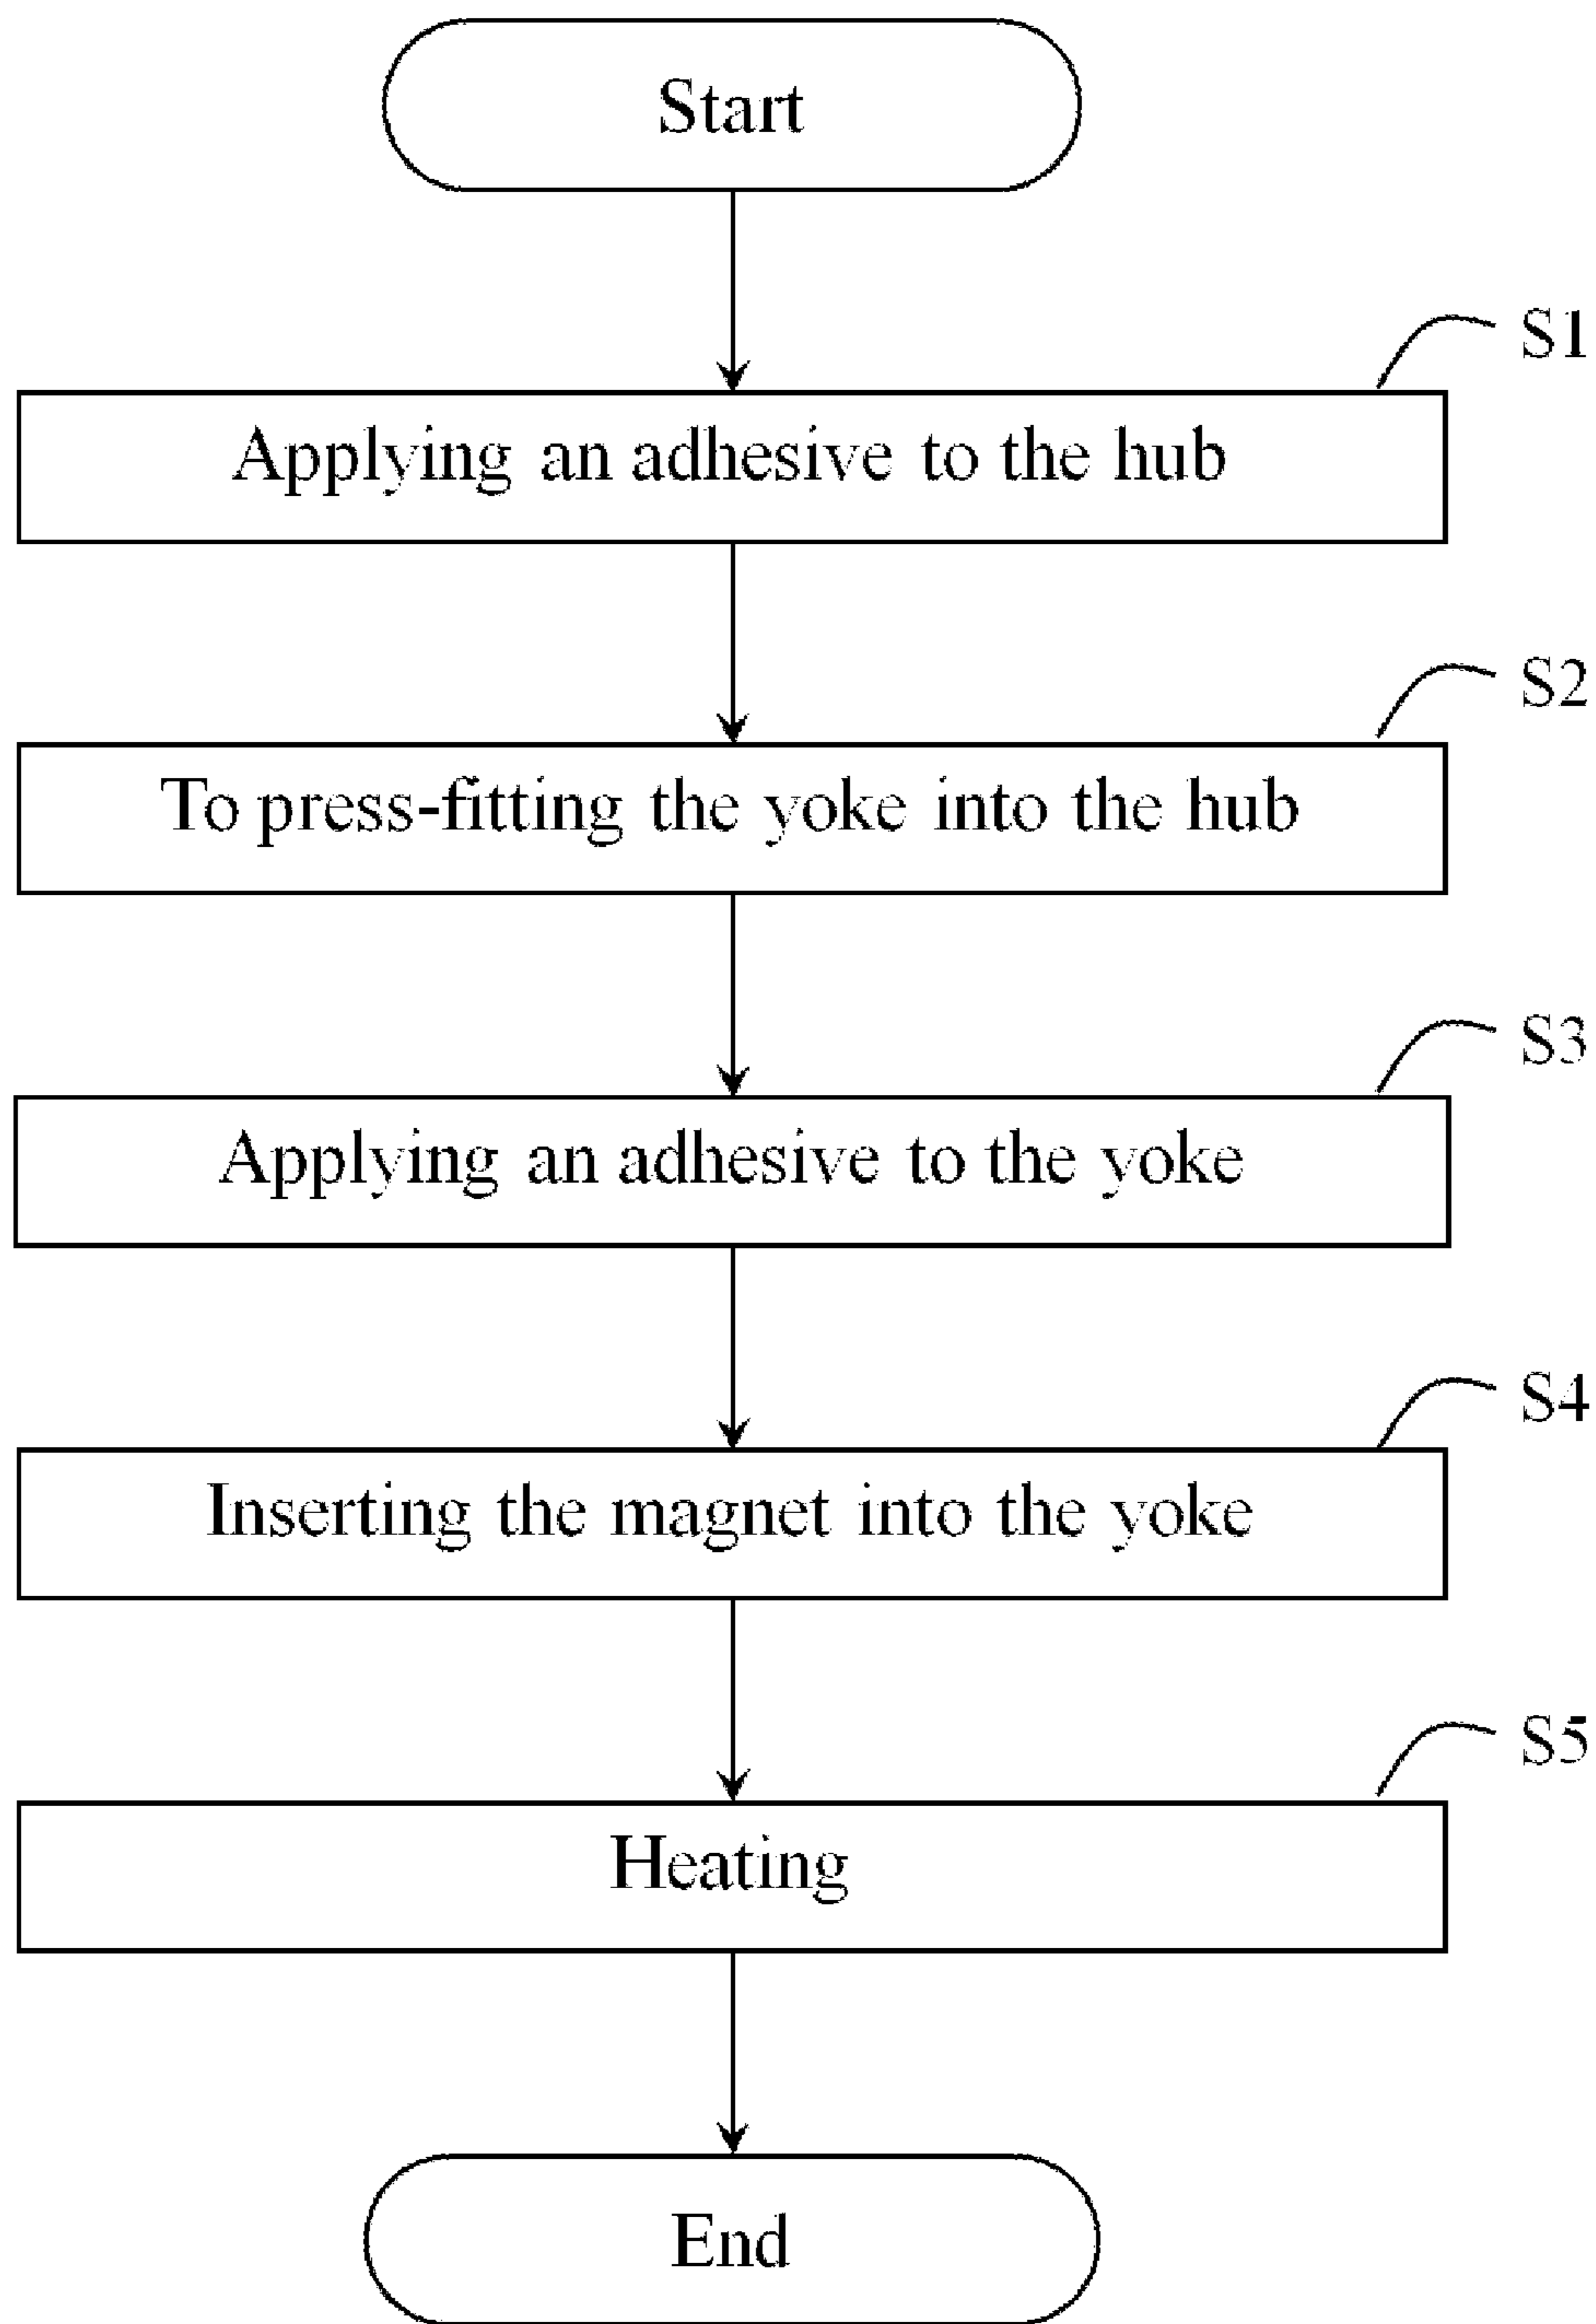 Start
S1
Applying an adhesive to the hub
S2
To press-fitting the yoke into the hub
S3
Applying an adhesive to the yoke
S4
Inserting the magnet into the yoke
S5
Heating
End